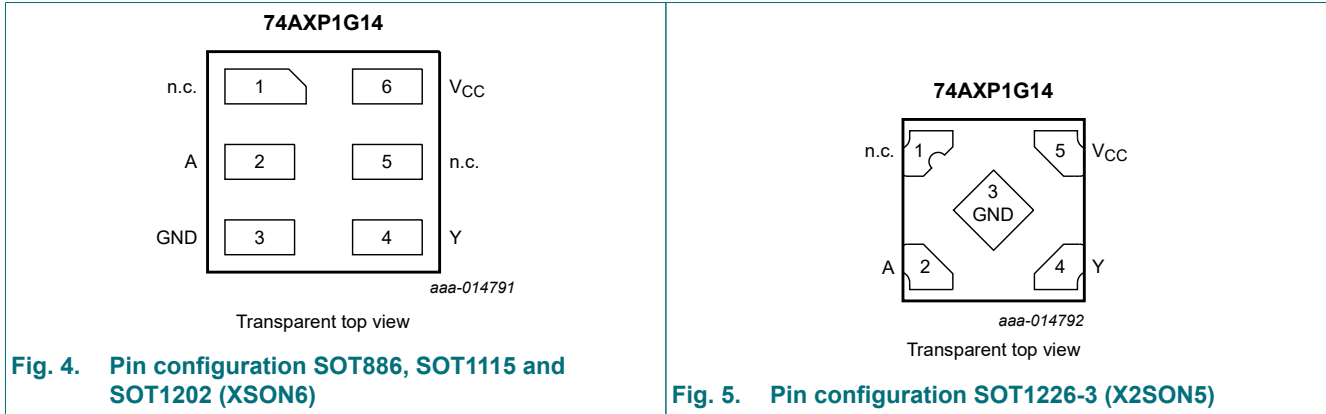 74AXP1G14
n.c. 1 6 VCC
A 2 5 n.c.
GND 3 4 Y
aaa-014791
Transparent top view
Fig. 4. Pin configuration SOT886, SOT1115 and
SOT1202 (XSON6)
74AXP1G14
n.c. 1 5 VCC
3
GND
A 2 4 Y
aaa-014792
Transparent top view
Fig. 5. Pin configuration SOT1226-3 (X2SON5)